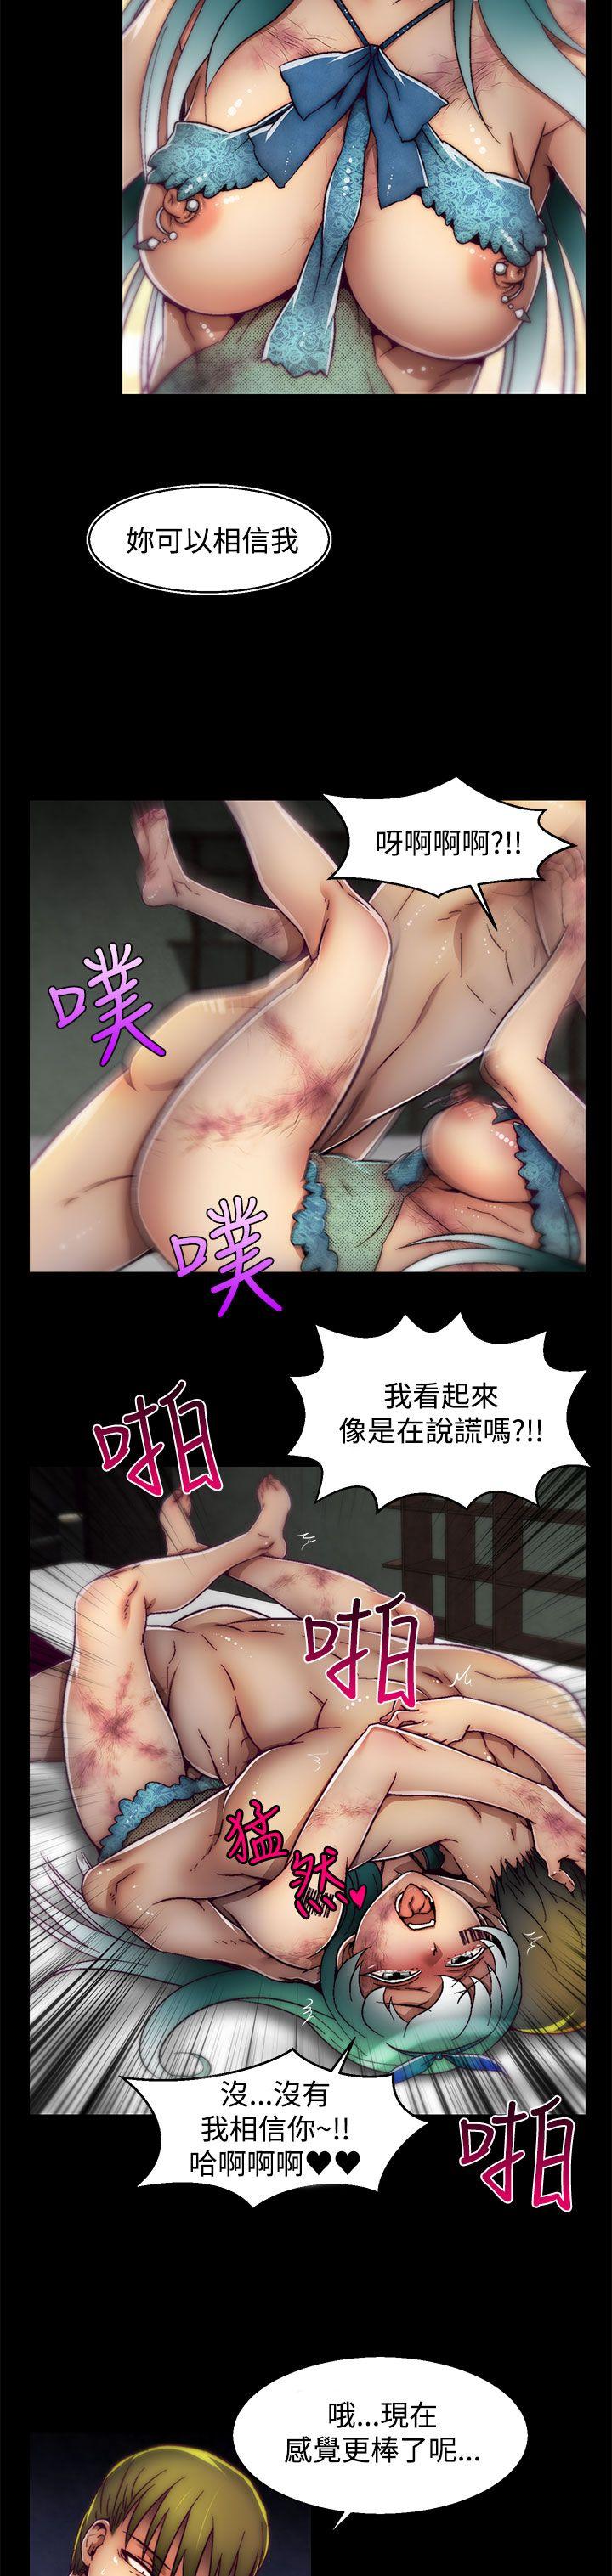 妳可以相信我
呀啊啊啊?!!
噗
噗
我看起來
像是在說謊嗎?!!
啪
啪
猛然♥
沒...沒有
我相信你~!!
哈啊啊啊♥♥
啪
哦...現在
感覺更棒了呢...